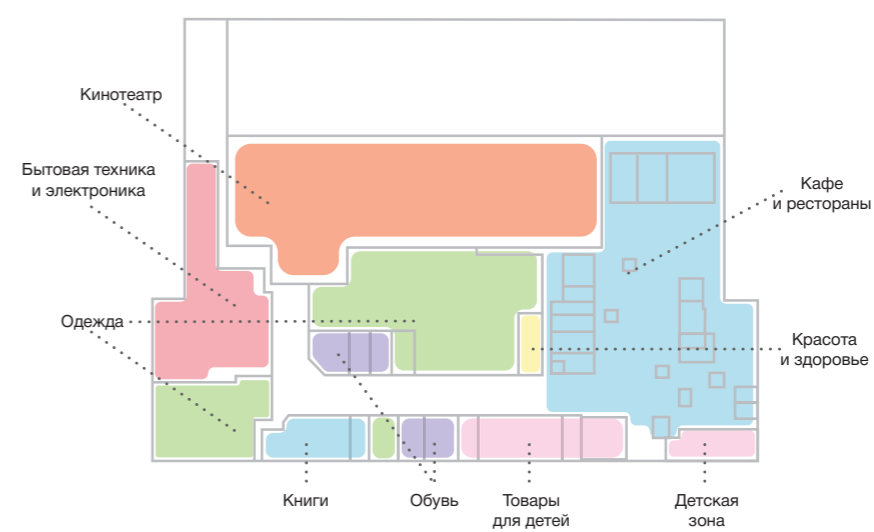 Кинотеатр
Бытовая техника
и электроника
Кафе
и рестораны
Одежда
Красота
и здоровье
Книги
Обувь
Товары
для детей
Детская
зона